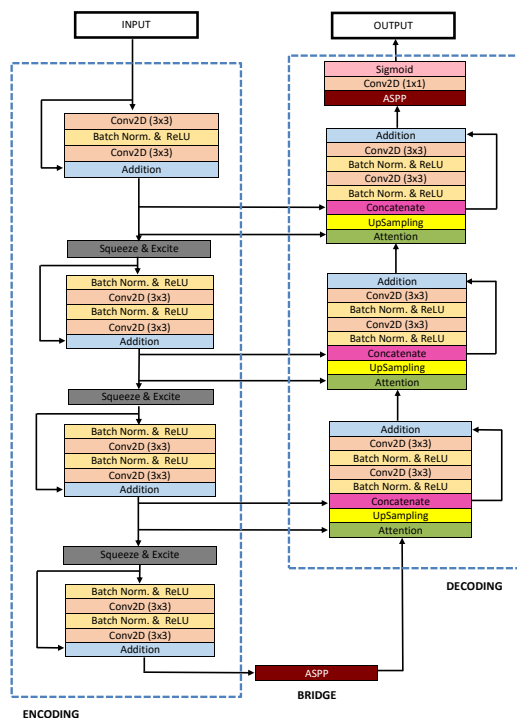 INPUT
Conv2D (3x3)
Batch Norm. & ReLU
Conv2D (3x3)
Addition
Squeeze & Excite
Batch Norm. & ReLU
Conv2D (3x3)
Batch Norm. & ReLU
Conv2D (3x3)
Addition
Squeeze & Excite
Batch Norm. & ReLU
Conv2D (3x3)
Batch Norm. & ReLU
Conv2D (3x3)
Addition
Squeeze & Excite
Batch Norm. & ReLU
Conv2D (3x3)
Batch Norm. & ReLU
Conv2D (3x3)
Addition
ENCODING
ASPP
BRIDGE
OUTPUT
Sigmoid
Conv2D (1x1)
ASPP
Addition
Conv2D (3x3)
Batch Norm. & ReLU
Conv2D (3x3)
Batch Norm. & ReLU
Concatenate
UpSampling
Attention
Addition
Conv2D (3x3)
Batch Norm. & ReLU
Conv2D (3x3)
Batch Norm. & ReLU
Concatenate
UpSampling
Attention
Addition
Conv2D (3x3)
Batch Norm. & ReLU
Conv2D (3x3)
Batch Norm. & ReLU
Concatenate
UpSampling
Attention
DECODING